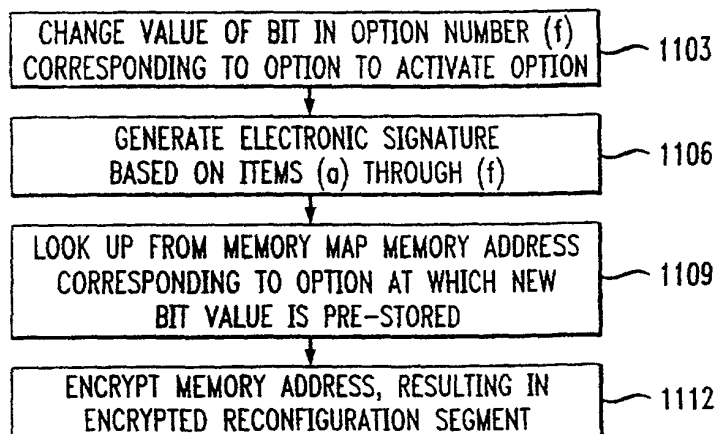 CHANGE VALUE OF BIT IN OPTION NUMBER (f)
CORRESPONDING TO OPTION TO ACTIVATE OPTION
1103
GENERATE ELECTRONIC SIGNATURE
BASED ON ITEMS (a) THROUGH (f)
1106
LOOK UP FROM MEMORY MAP MEMORY ADDRESS
CORRESPONDING TO OPTION AT WHICH NEW
BIT VALUE IS PRE-STORED
1109
ENCRYPT MEMORY ADDRESS, RESULTING IN
ENCRYPTED RECONFIGURATION SEGMENT
1112